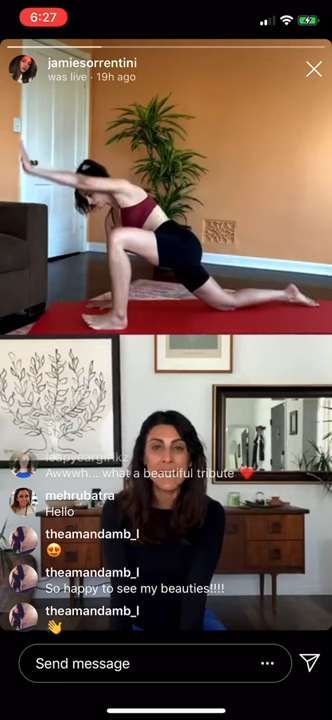 6:27
jamiesorrentini
was live · 19h ago
Awwwh... what a beautiful tribute ❤️
mehrubatra
Hello
theamandamb_l
😍
theamandamb_l
So happy to see my beauties!!!!
theamandamb_l
👋
Send message